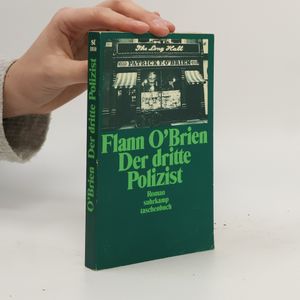 The Long Hall
PATRICK F. O'BRIEN
Flann O'Brien
Der dritte
Polizist
Roman
suhrkamp
taschenbuch
O'Brien Der dritte Polizist